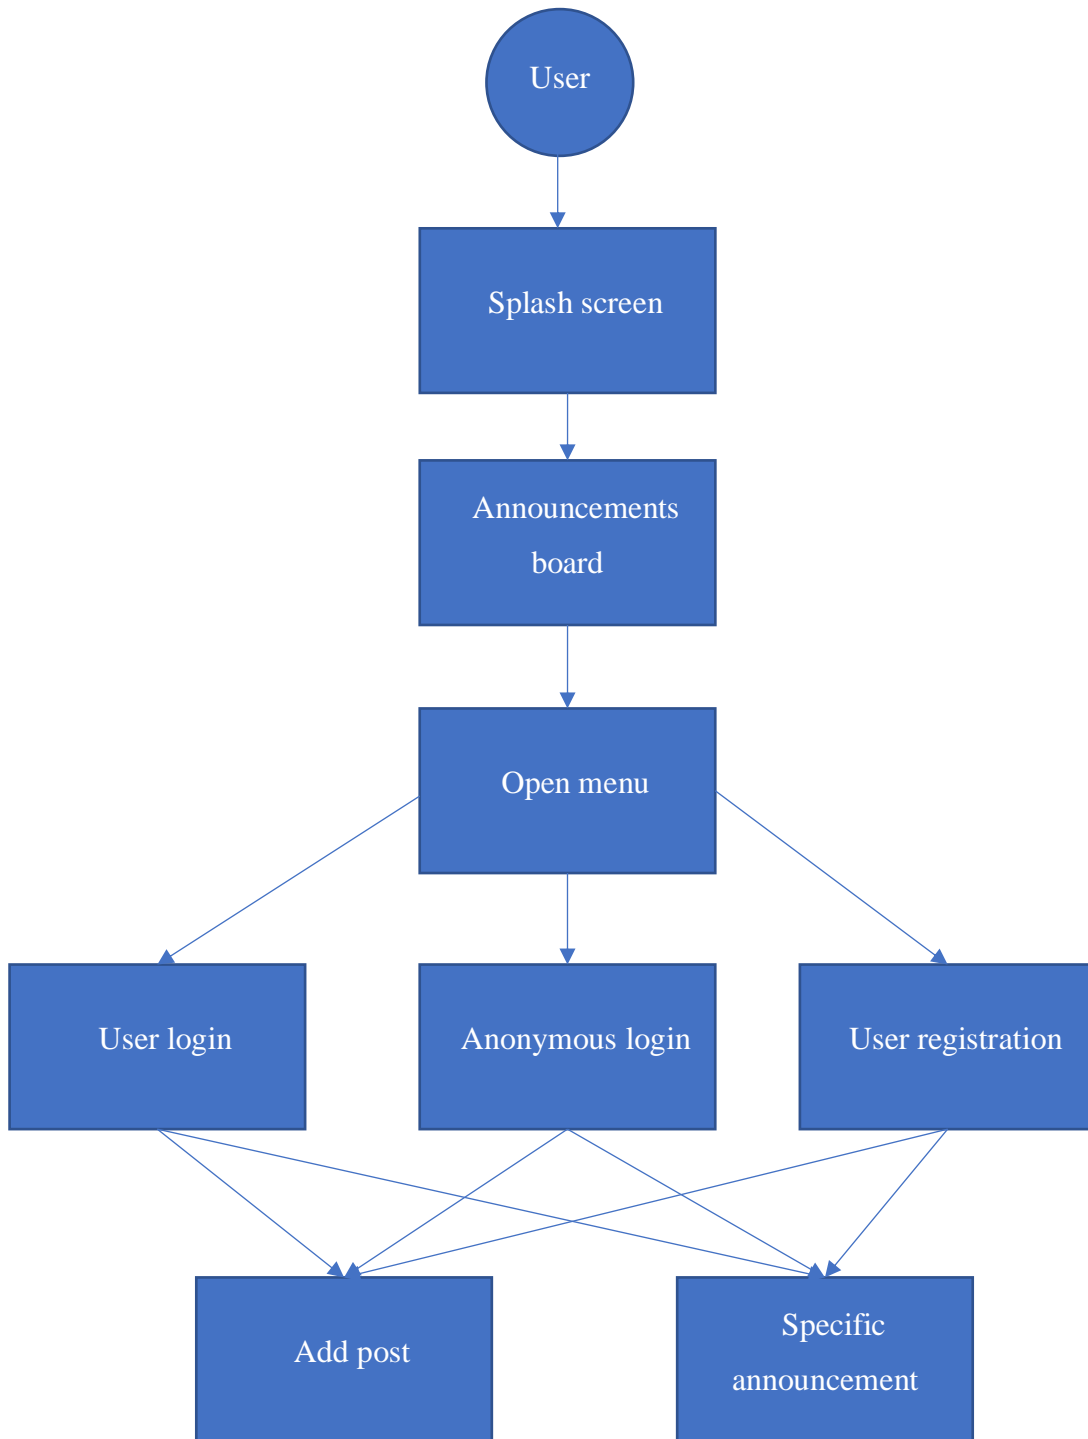 User
Splash screen
Announcements
board
Open menu
User login
Anonymous login
User registration
Add post
Specific
announcement